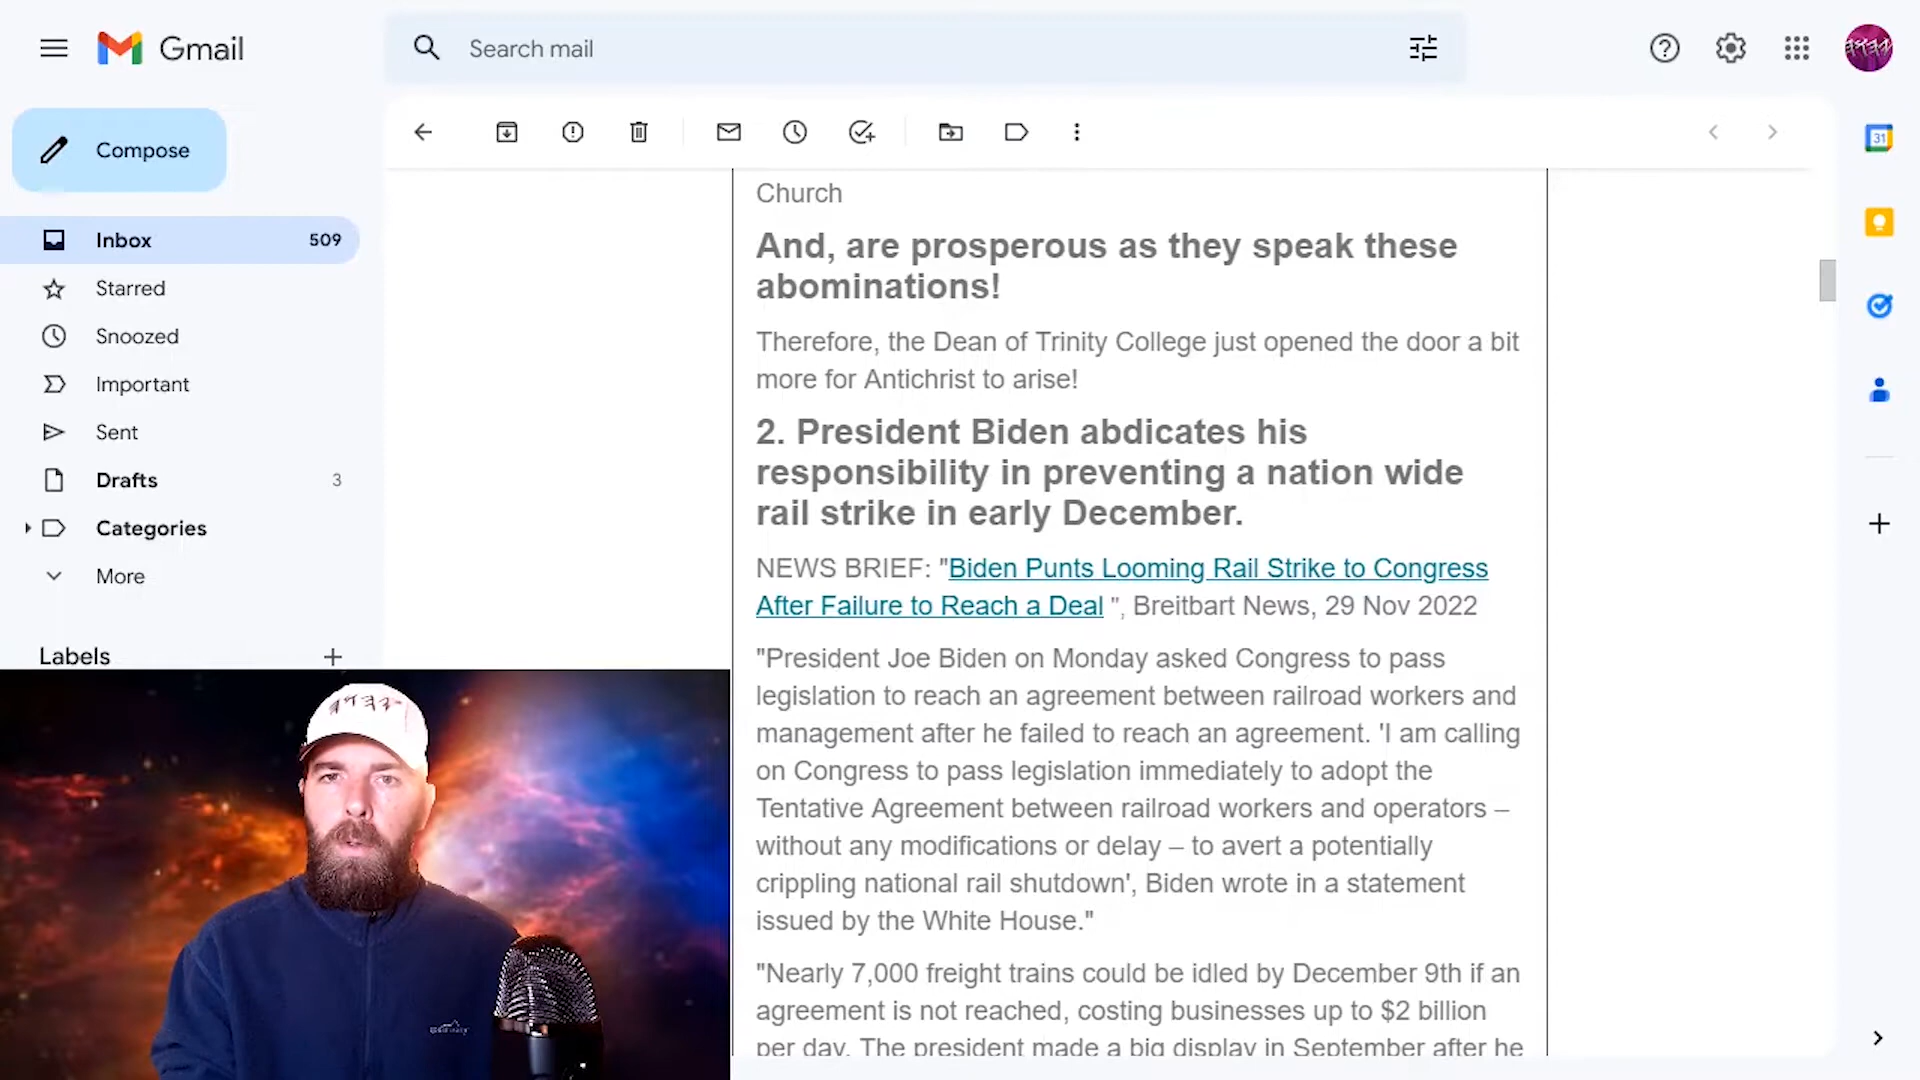 Gmail
Search mail
Compose
Inbox 509
Starred
Snoozed
Important
Sent
Drafts 3
Categories
More
Labels
31
Church
And, are prosperous as they speak these
abominations!
Therefore, the Dean of Trinity College just opened the door a bit
more for Antichrist to arise!
2. President Biden abdicates his
responsibility in preventing a nation wide
rail strike in early December.
NEWS BRIEF: "Biden Punts Looming Rail Strike to Congress
After Failure to Reach a Deal ", Breitbart News, 29 Nov 2022
"President Joe Biden on Monday asked Congress to pass
legislation to reach an agreement between railroad workers and
management after he failed to reach an agreement. 'I am calling
on Congress to pass legislation immediately to adopt the
Tentative Agreement between railroad workers and operators –
without any modifications or delay – to avert a potentially
crippling national rail shutdown', Biden wrote in a statement
issued by the White House."
"Nearly 7,000 freight trains could be idled by December 9th if an
agreement is not reached, costing businesses up to $2 billion
per day. The president made a big display in September after he